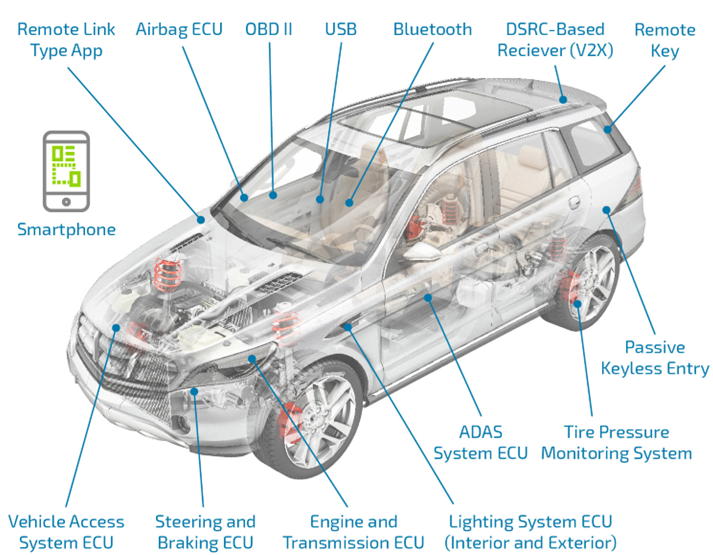 Remote Link
Type App
Airbag ECU
OBD II
USB
Bluetooth
DSRC-Based
Reciever (V2X)
Remote
Key
Smartphone
Passive
Keyless Entry
ADAS
System ECU
Tire Pressure
Monitoring System
Vehicle Access
System ECU
Steering and
Braking ECU
Engine and
Transmission ECU
Lighting System ECU
(Interior and Exterior)